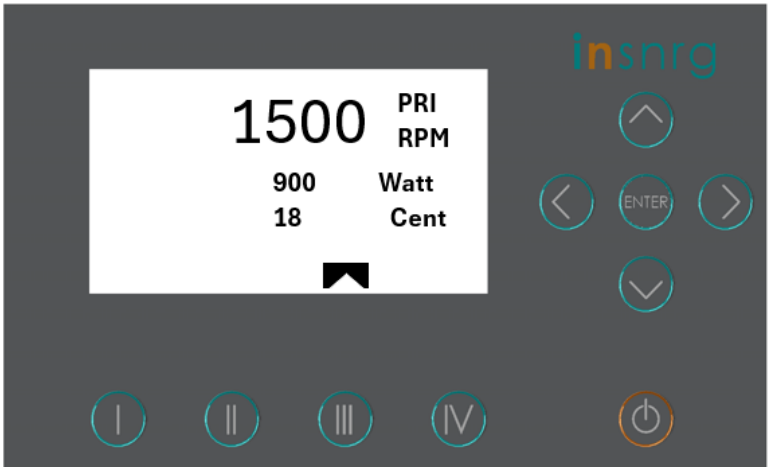 insnrg
1500 PRI
RPM
900 Watt
18 Cent
ENTER
I II III IV